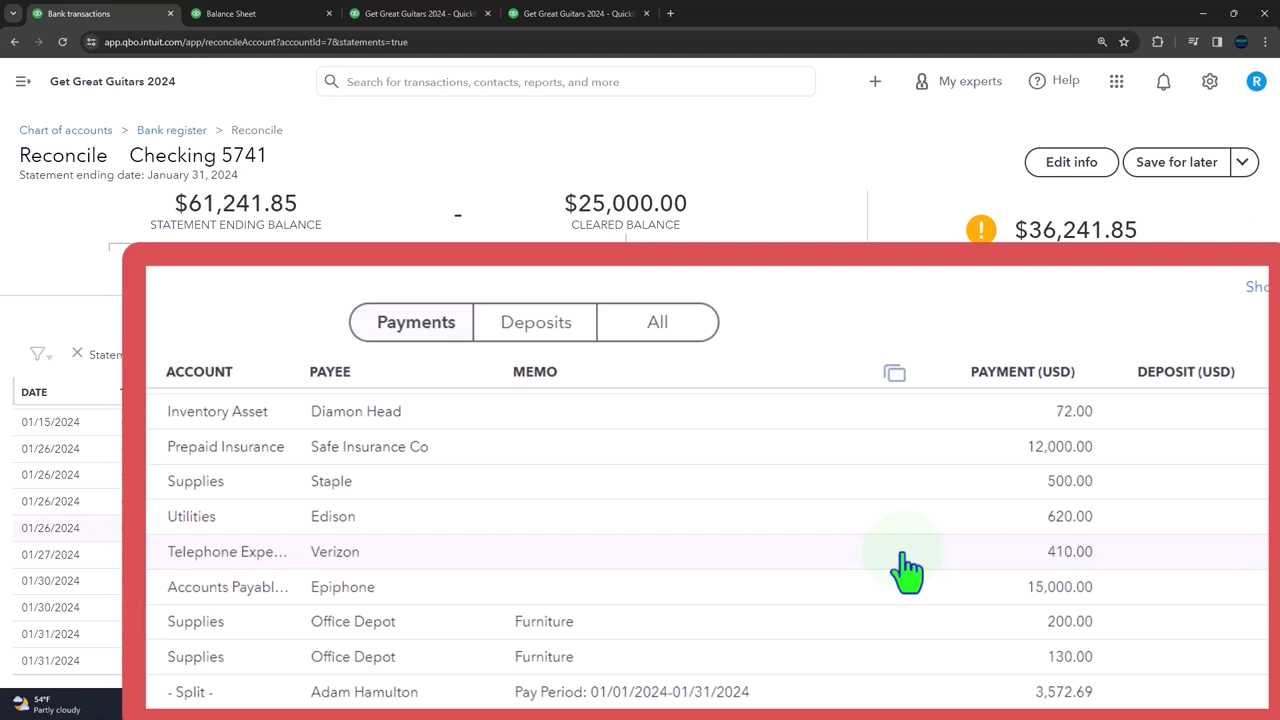 Bank transactions
Balance Sheet
Get Great Guitars 2024 - QuickB
Get Great Guitars 2024 - QuickB
app.qbo.intuit.com/app/reconcileAccount?accountId=7&statements=true
Get Great Guitars 2024
Search for transactions, contacts, reports, and more
My experts
Help
R
Chart of accounts > Bank register > Reconcile
Reconcile Checking 5741
Statement ending date: January 31, 2024
Edit info
Save for later
$61,241.85
STATEMENT ENDING BALANCE
-
$25,000.00
CLEARED BALANCE
! $36,241.85
Sho
Payments Deposits All
Statem
DATE
ACCOUNT PAYEE MEMO PAYMENT (USD) DEPOSIT (USD)
01/15/2024
01/26/2024
01/26/2024
01/26/2024
01/26/2024
01/27/2024
01/30/2024
01/30/2024
01/31/2024
01/31/2024
Inventory Asset Diamon Head 72.00
Prepaid Insurance Safe Insurance Co 12,000.00
Supplies Staple 500.00
Utilities Edison 620.00
Telephone Expe... Verizon 410.00
Accounts Payabl... Epiphone 15,000.00
Supplies Office Depot Furniture 200.00
Supplies Office Depot Furniture 130.00
- Split - Adam Hamulton Pay Period: 01/01/2024-01/31/2024 3,572.69
54°F
Partly cloudy